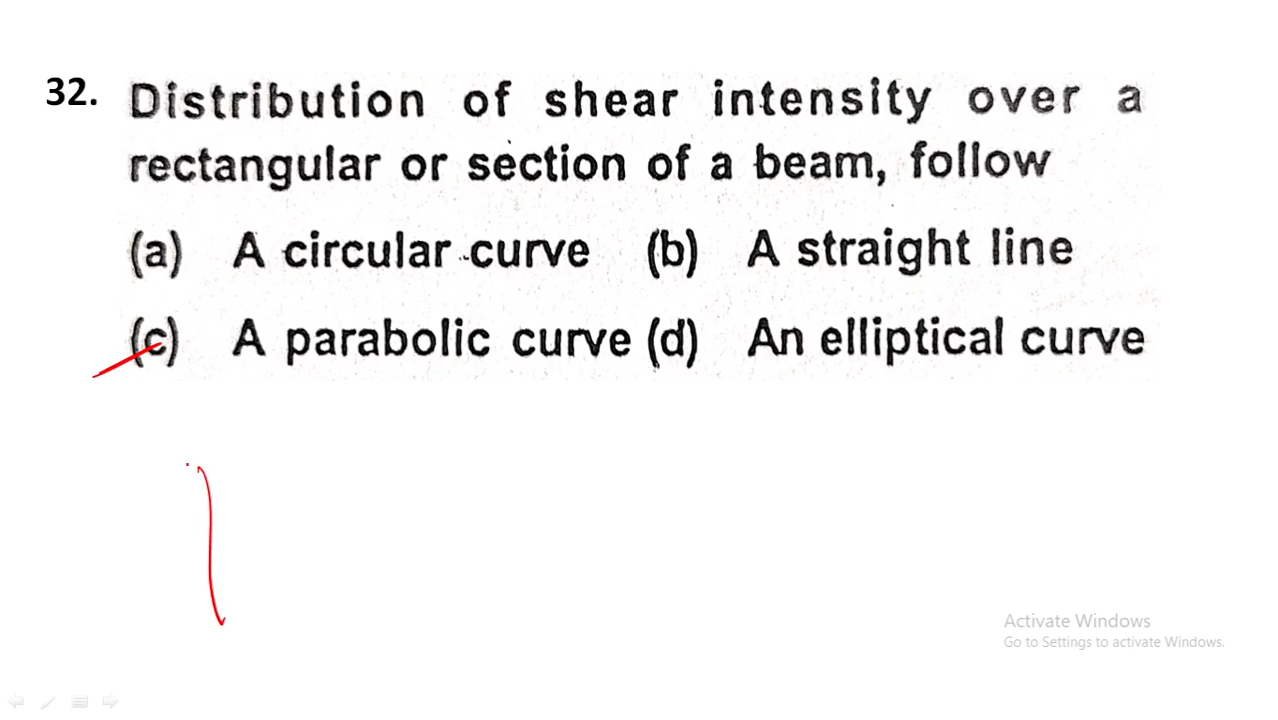 32. Distribution of shear intensity over a
rectangular or section of a beam, follow
(a) A circular curve (b) A straight line
(c) A parabolic curve (d) An elliptical curve
Activate Windows
Go to Settings to activate Windows.